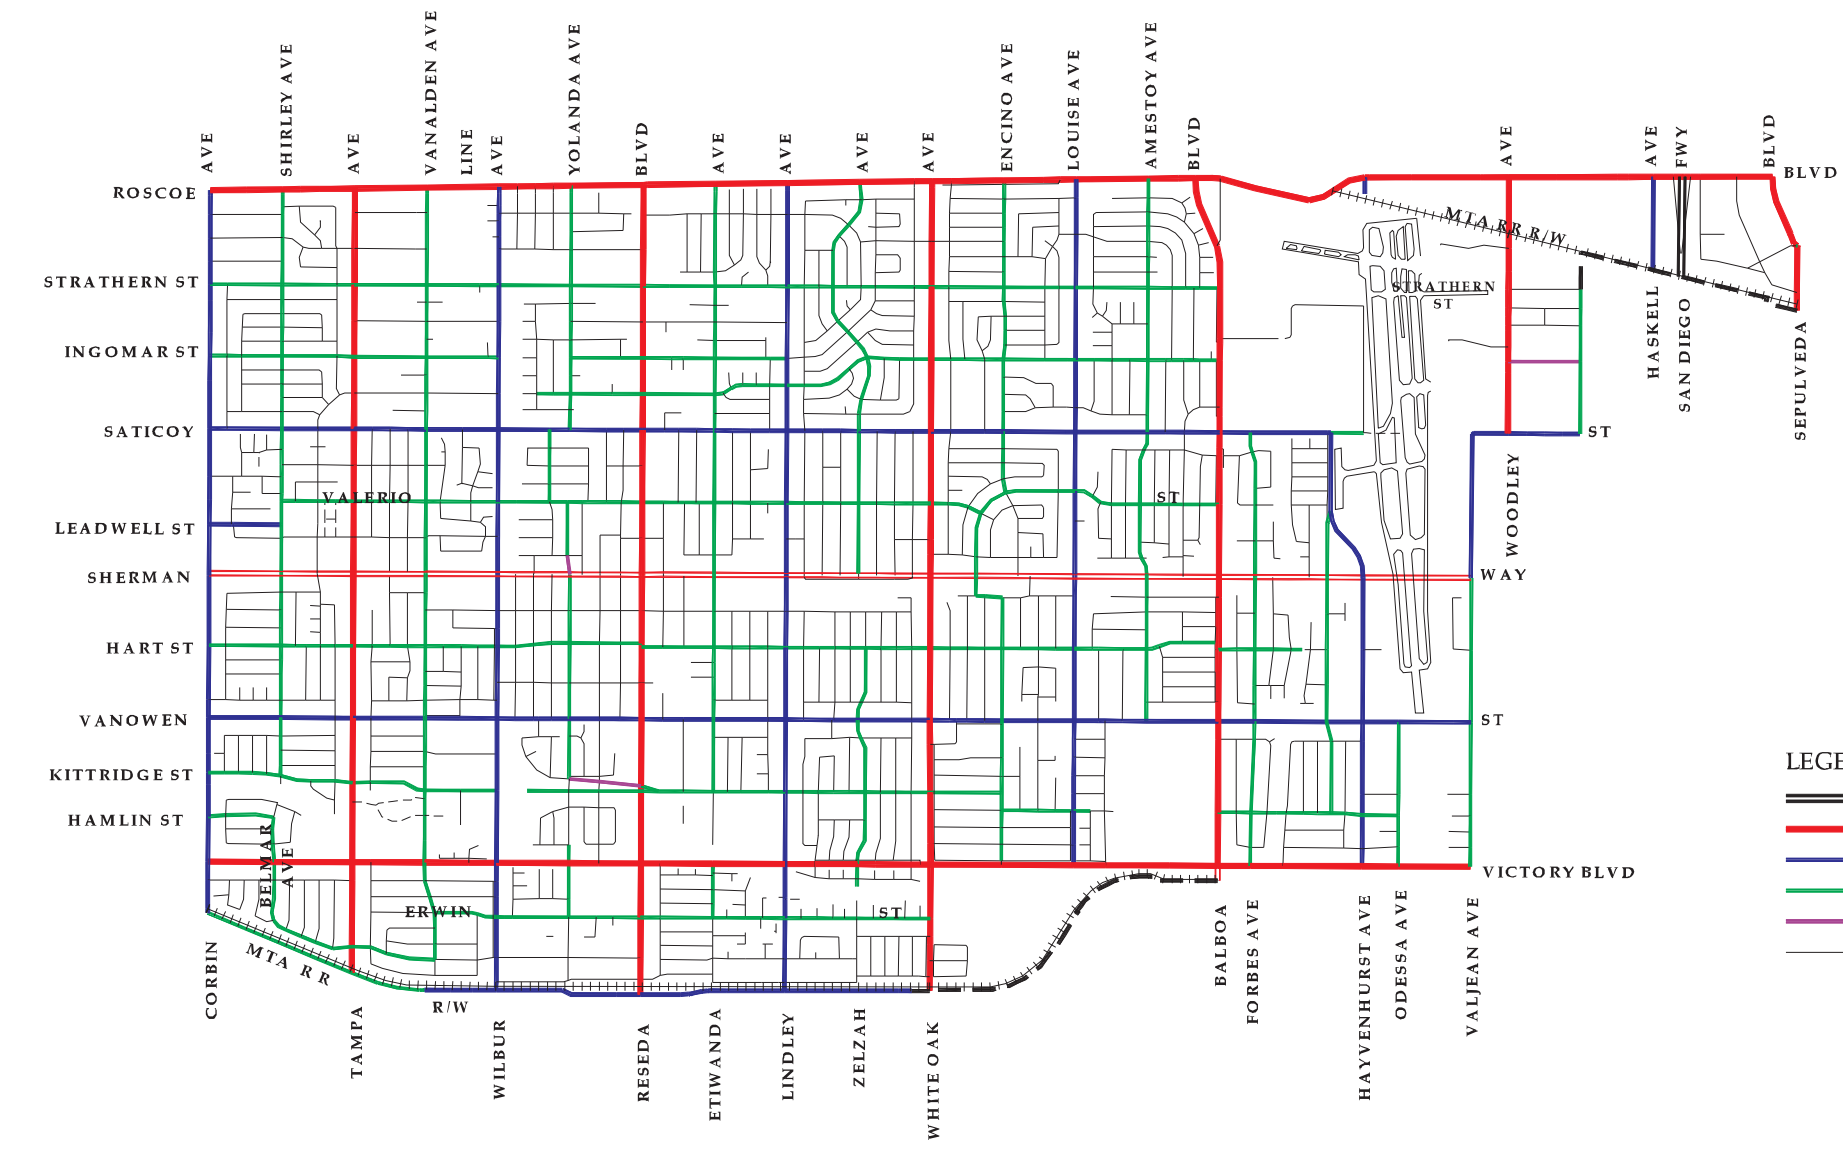 AVE
SHIRLEY AVE
AVE
VANALDEN AVE
LINE
AVE
YOLANDA AVE
BLVD
AVE
AVE
AVE
AVE
ENCINO AVE
LOUISE AVE
AMESTOY AVE
BLVD
AVE
AVE
FWY
BLVD
ROSCOE
BLVD
MTA RR R/W
STRATHERN ST
STRATHERN
ST
INGOMAR ST
HASKELL
SAN DIEGO
SEPULVEDA
SATICOY
ST
VALERIO
ST
LEADWELL ST
WOODLEY
SHERMAN
WAY
HART ST
VANOWEN
ST
KITTRIDGE ST
LEGE
HAMLIN ST
BELMAR
AVE
VICTORY BLVD
ERWIN
ST
MTA RR
R/W
CORBIN
TAMPA
WILBUR
RESEDA
ETIWANDA
LINDLEY
ZELZAH
WHITE OAK
BALBOA
FORBES AVE
HAYVENHURST AVE
ODESSA AVE
VALJEAN AVE